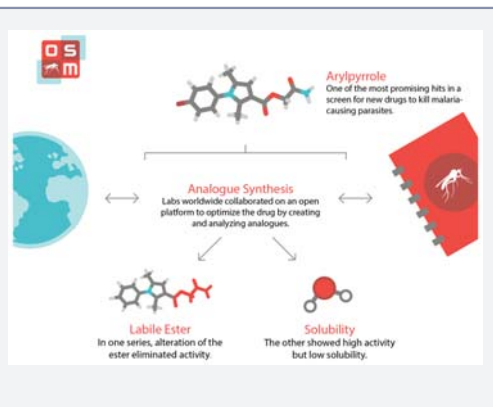 OS
M
Arylpyrrole
One of the most promising hits in a
screen for new drugs to kill malaria-
causing parasites.
Analogue Synthesis
Labs worldwide collaborated on an open
platform to optimize the drug by creating
and analyzing analogues.
Labile Ester
In one series, alteration of the
ester eliminated activity.
Solubility
The other showed high activity
but low solubility.